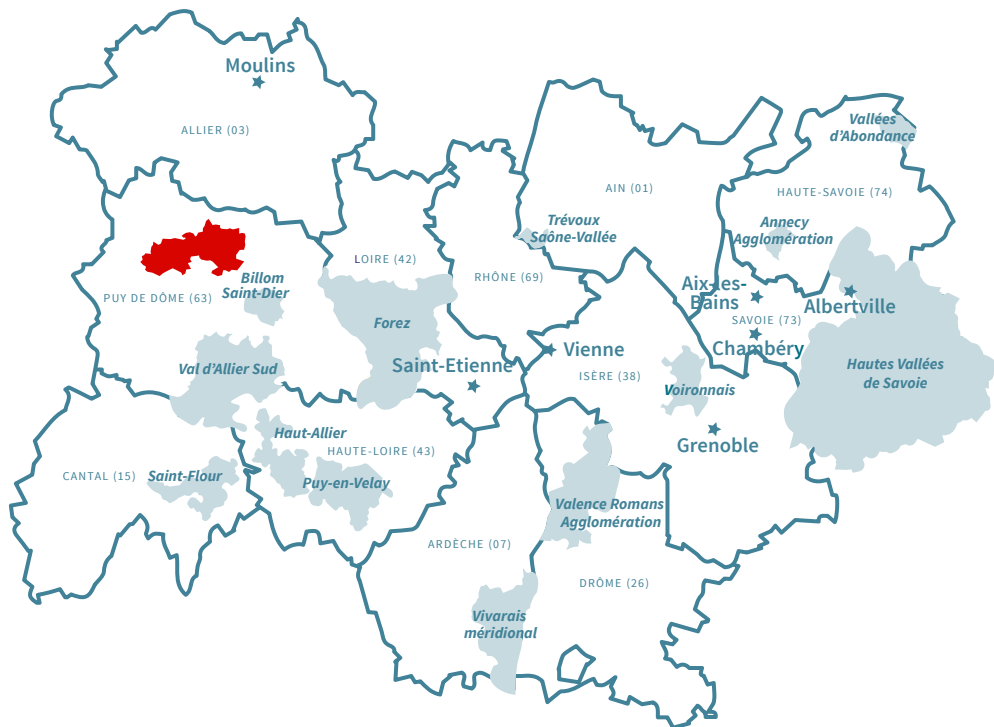 Moulins
ALLIER (03)
Vallées
d'Abondance
AIN (01)
HAUTE-SAVOIE (74)
Trévoux
Saône-Vallée
Annecy
Agglomération
LOIRE (42)
RHÔNE (69)
Billom
Saint-Dier
PUY DE DÔME (63)
Aix-les-
Bains
Albertville
SAVOIE (73)
Forez
Chambéry
Vienne
Saint-Etienne
Val d'Allier Sud
ISÈRE (38)
Hautes Vallées
de Savoie
Voironnais
Haut-Allier
Grenoble
HAUTE-LOIRE (43)
CANTAL (15)
Saint-Flour
Puy-en-Velay
Valence Romans
Agglomération
ARDÈCHE (07)
DRÔME (26)
Vivarais
méridional